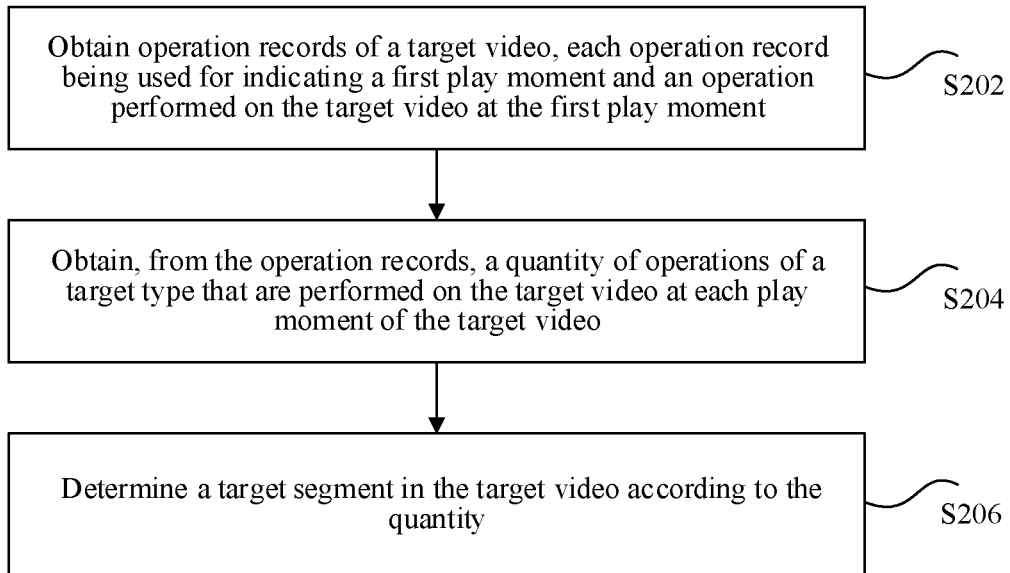 Obtain operation records of a target video, each operation record
being used for indicating a first play moment and an operation
performed on the target video at the first play moment
S202
Obtain, from the operation records, a quantity of operations of a
target type that are performed on the target video at each play
moment of the target video
S204
Determine a target segment in the target video according to the
quantity
S206